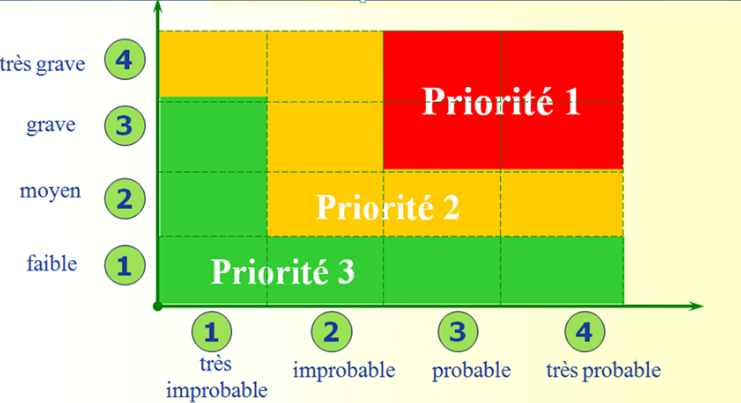 très grave 4
Priorité 1
grave 3
moyen 2
Priorité 2
faible 1
Priorité 3
1 2 3 4
très
improbable
improbable
probable
très probable